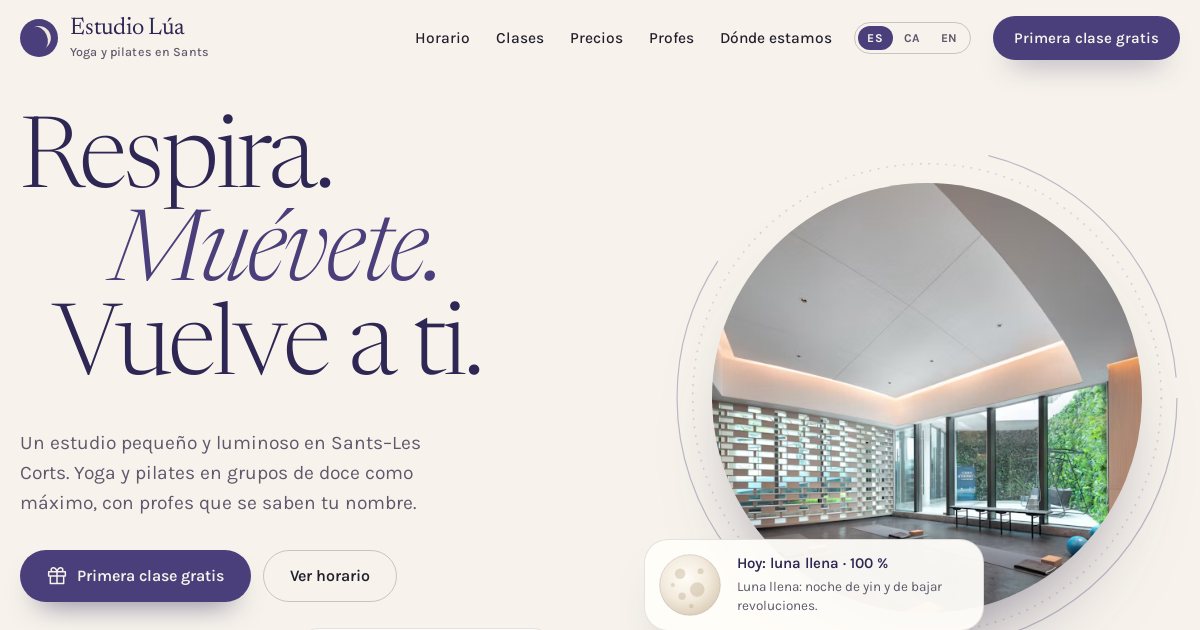 Estudio Lúa
Yoga y pilates en Sants
Horario
Clases
Precios
Profes
Dónde estamos
ES
CA
EN
Primera clase gratis
Respira.
Muévete.
Vuelve a ti.
Un estudio pequeño y luminoso en Sants–Les
Corts. Yoga y pilates en grupos de doce como
máximo, con profes que se saben tu nombre.
Primera clase gratis
Ver horario
Hoy: luna llena · 100 %
Luna llena: noche de yin y de bajar
revoluciones.